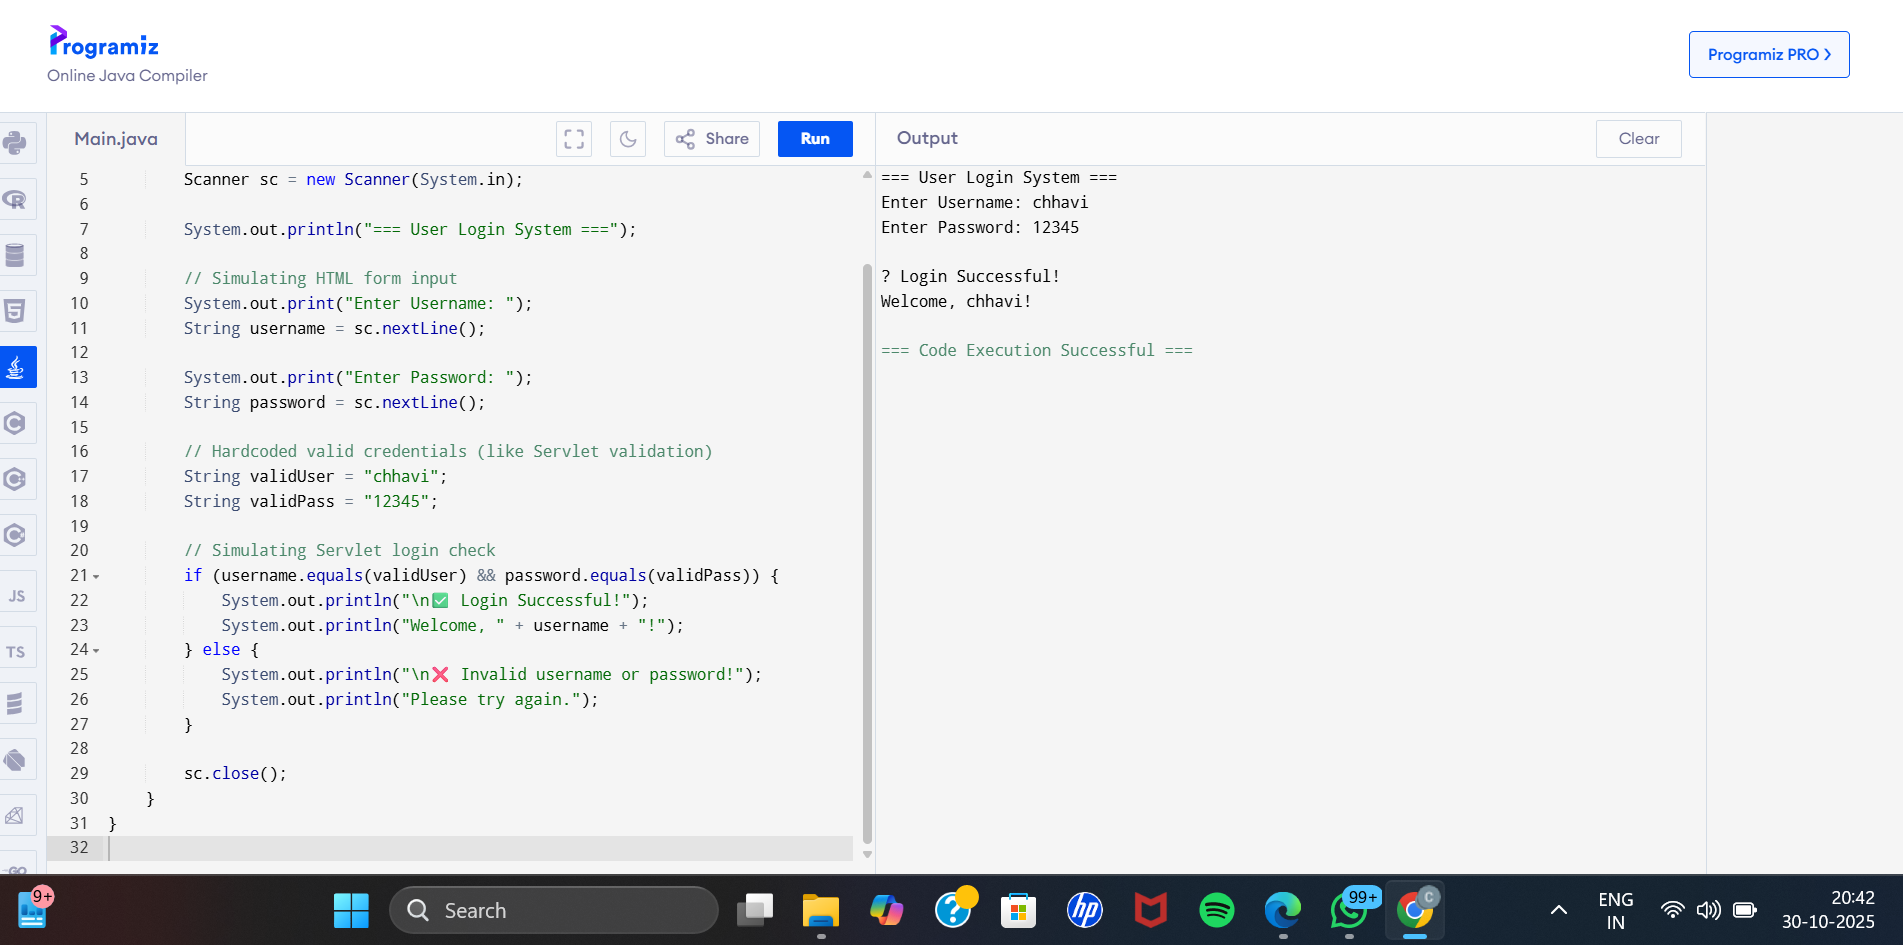 Programiz
Online Java Compiler
Programiz PRO >
Main.java
Share
Run
Output
Clear
5 Scanner sc = new Scanner(System.in);
6
7 System.out.println("=== User Login System ===");
8
9 // Simulating HTML form input
10 System.out.print("Enter Username: ");
11 String username = sc.nextLine();
12
13 System.out.print("Enter Password: ");
14 String password = sc.nextLine();
15
16 // Hardcoded valid credentials (like Servlet validation)
17 String validUser = "chhavi";
18 String validPass = "12345";
19
20 // Simulating Servlet login check
21 if (username.equals(validUser) && password.equals(validPass)) {
22 System.out.println("\n✅ Login Successful!");
23 System.out.println("Welcome, " + username + "!");
24 } else {
25 System.out.println("\n❌ Invalid username or password!");
26 System.out.println("Please try again.");
27 }
28
29 sc.close();
30 }
31 }
32
=== User Login System ===
Enter Username: chhavi
Enter Password: 12345
? Login Successful!
Welcome, chhavi!
=== Code Execution Successful ===
JS
TS
GO
9+
Search
hp
99+
C
ENG
IN
20:42
30-10-2025